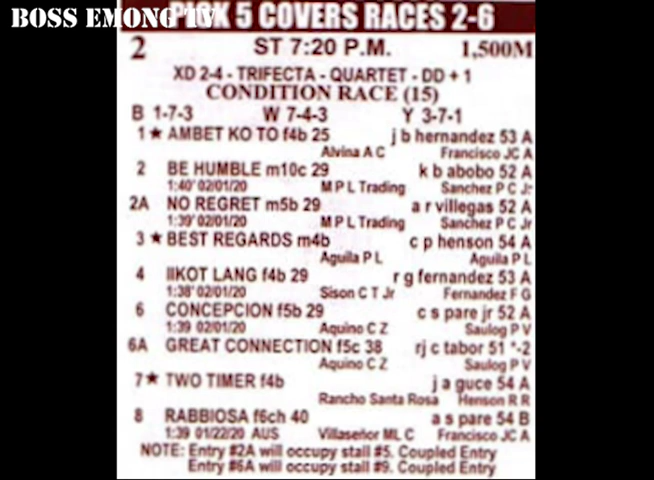 BOSS EMONG TV
PICK 5 COVERS RACES 2-6
2 ST 7:20 P.M. 1,500M
XD 2-4 - TRIFECTA - QUARTET - DD + 1
CONDITION RACE (15)
B 1-7-3 W 7-4-3 Y 3-7-1
1 ★ AMBET KO TO f4b 25 j b hernandez 53 A
Alvina A C Francisco JC A
2 BE HUMBLE m10c 29 k b abobo 52 A
1:40' 02/01/20 M P L Trading Sanchez P C Jr
2A NO REGRET m5b 29 a r villegas 52 A
1:39' 02/01/20 M P L Trading Sanchez P C Jr
3 ★ BEST REGARDS m4b c p henson 54 A
Aguila P L Aguila P L
4 IIKOT LANG f4b 29 r g fernandez 53 A
1:38' 02/01/20 Sison C T Jr Fernandez F G
6 CONCEPCION f5b 29 c s pare jr 52 A
1:39 02/01/20 Aquino C Z Saulog P V
6A GREAT CONNECTION f5c 38 rj c tabor 51 *-2
Aquino C Z Saulog P V
7 ★ TWO TIMER f4b j a guce 54 A
Rancho Santa Rosa Henson R R
8 RABBIOSA f6ch 40 a s pare 54 B
1:39 01/22/20 AUS Villaseñor ML C Francisco JC A
NOTE: Entry #2A will occupy stall #5. Coupled Entry
Entry #6A will occupy stall #9. Coupled Entry